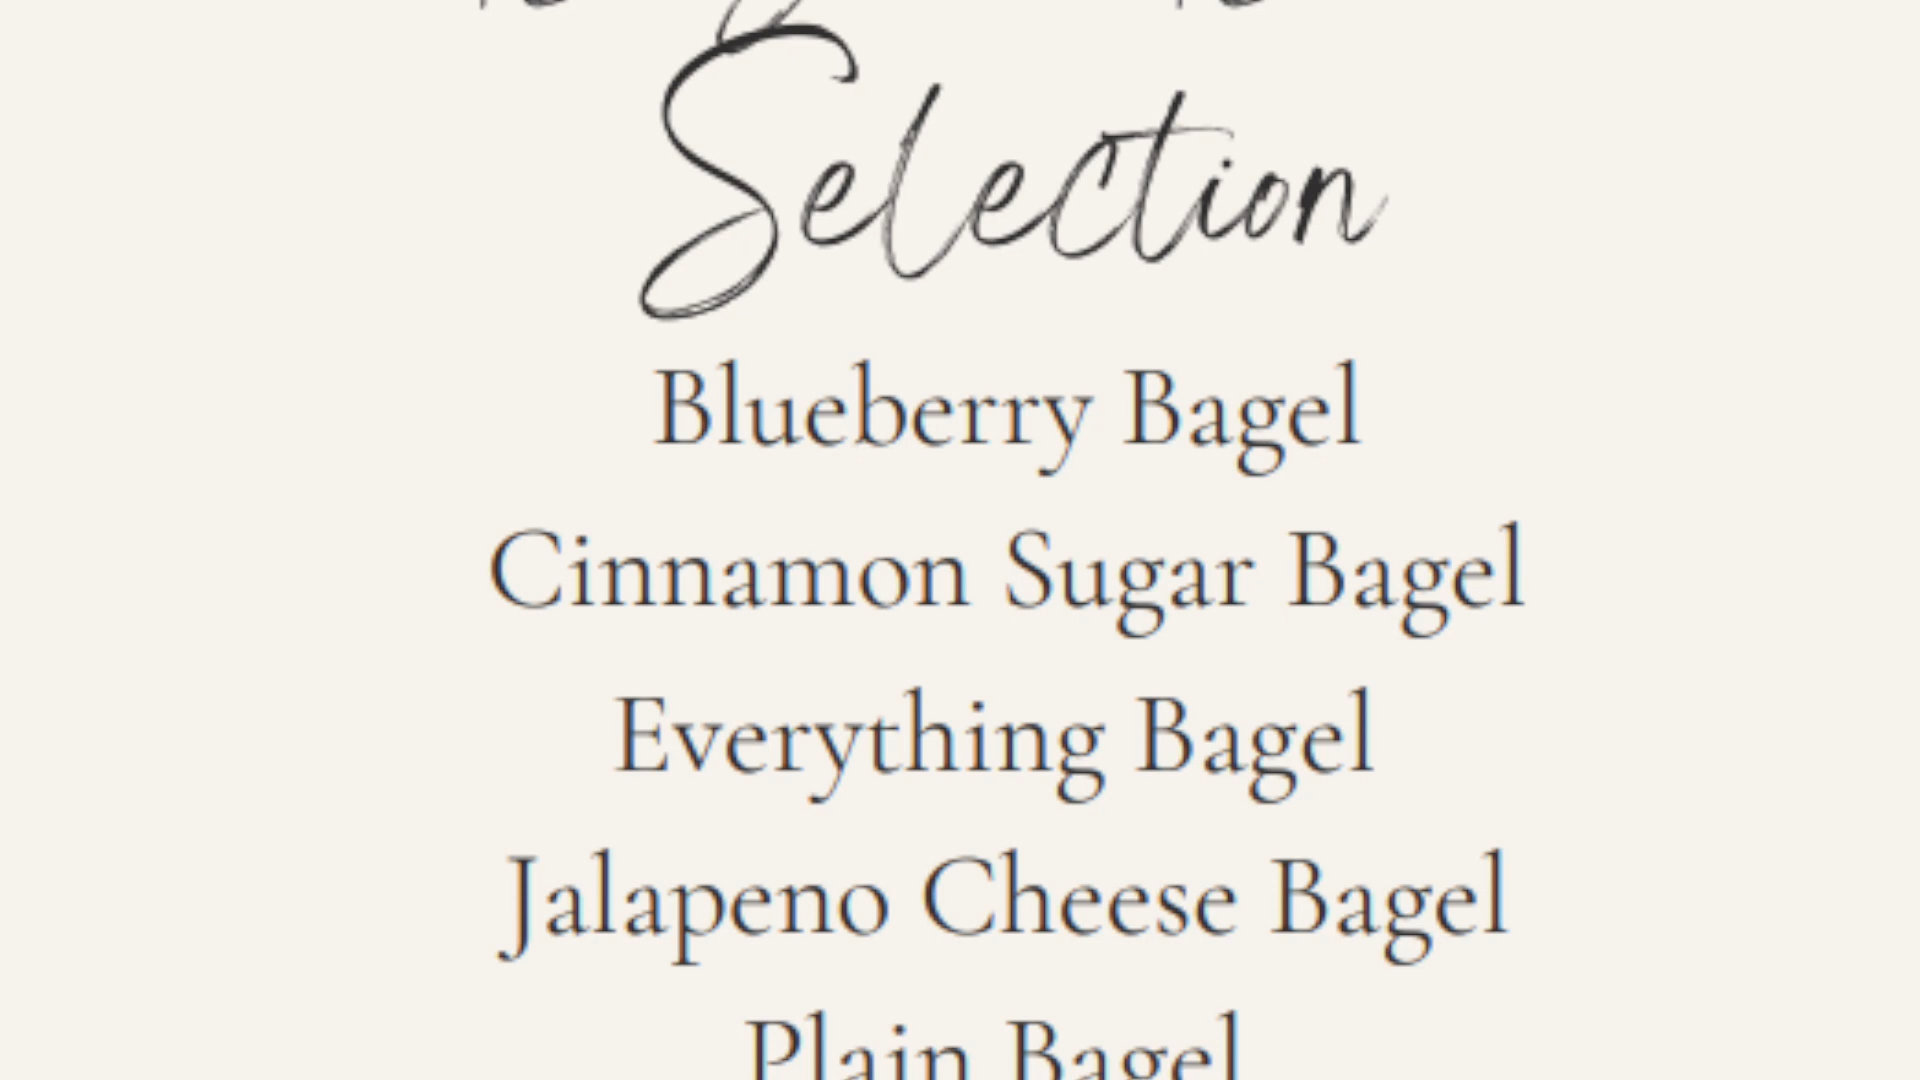 Selection
Blueberry Bagel
Cinnamon Sugar Bagel
Everything Bagel
Jalapeno Cheese Bagel
Plain Bagel